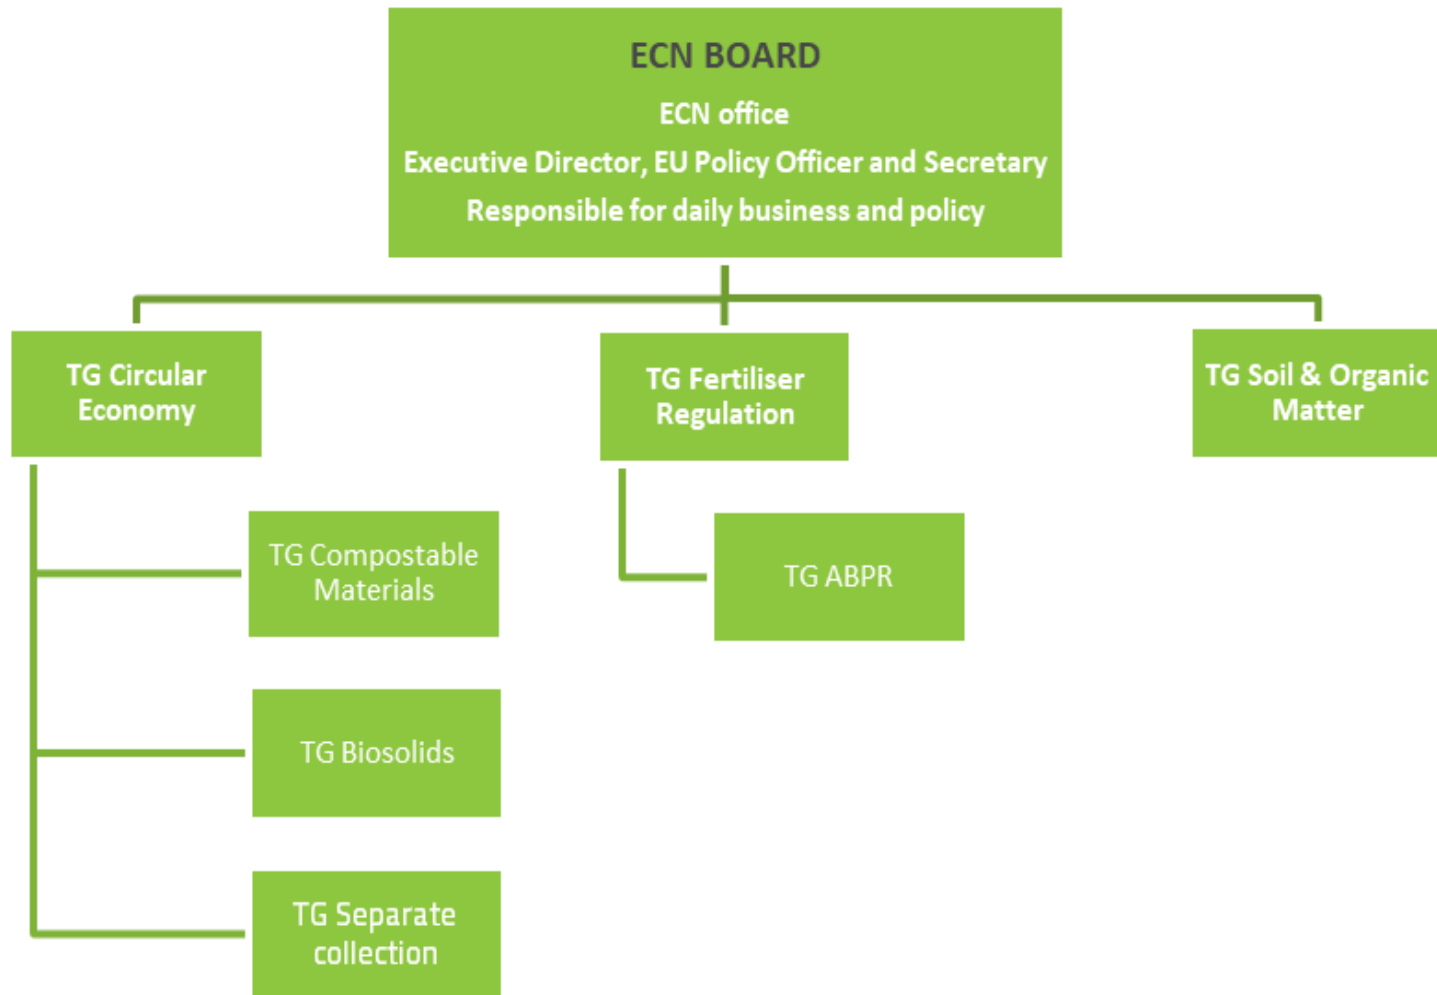 ECN BOARD
ECN office
Executive Director, EU Policy Officer and Secretary
Responsible for daily business and policy
TG Circular
Economy
TG Fertiliser
Regulation
TG Soil & Organic
Matter
TG Compostable
Materials
TG ABPR
TG Biosolids
TG Separate
collection